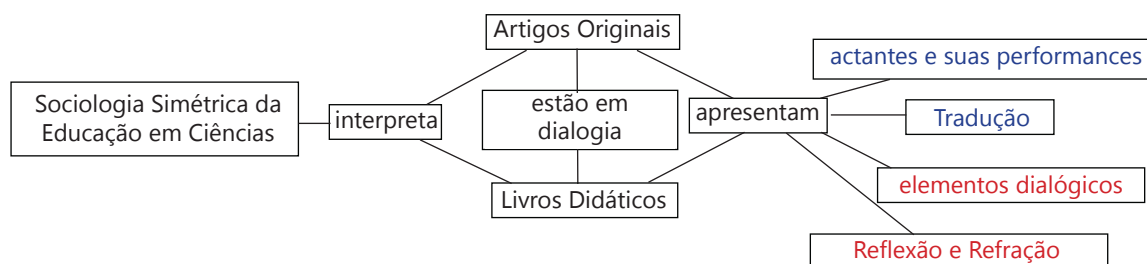 Artigos Originais
actantes e suas performances
Sociologia Simétrica da
Educação em Ciências
interpreta
estão em
dialogia
apresentam
Tradução
elementos dialógicos
Livros Didáticos
Reflexão e Refração